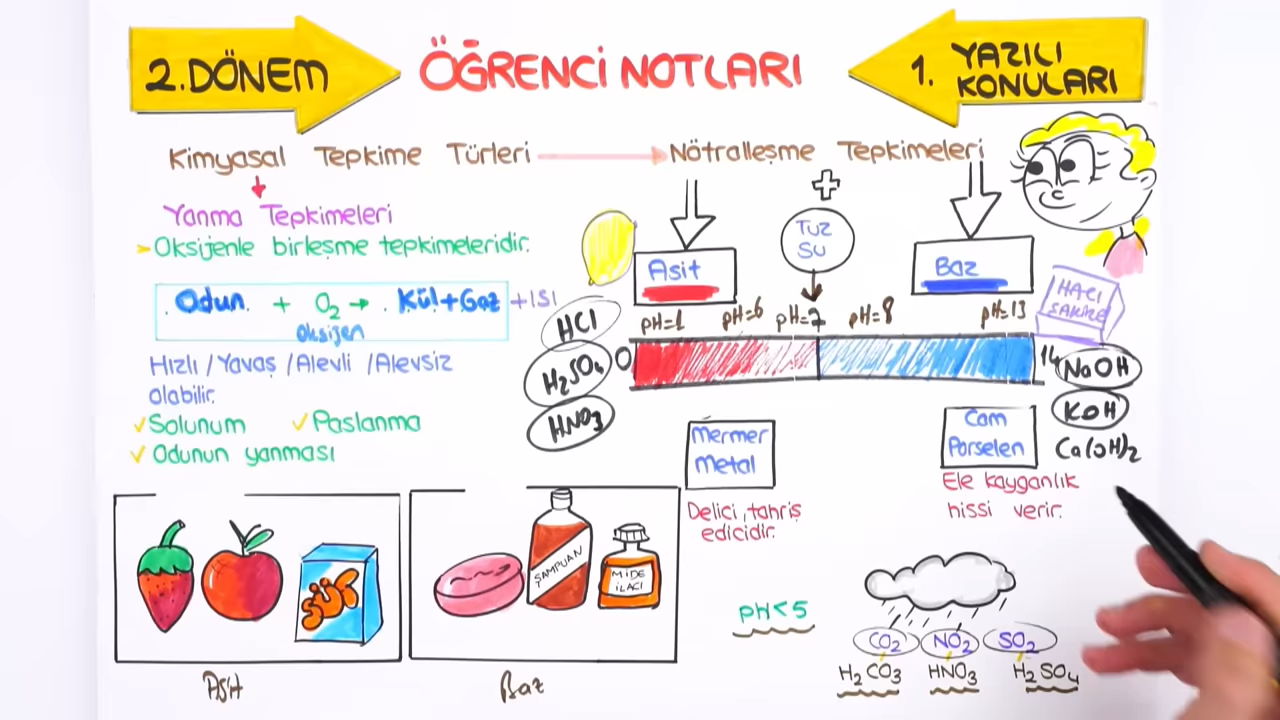 2.DÖNEM
ÖĞRENCİ NOTLARI
1. YAZILI
KONULARI
Kimyasal Tepkime Türleri
Nötralleşme Tepkimeleri
Yanma Tepkimeleri
➤Oksijenle birleşme tepkimeleridir.
Odun + O₂ → Kül+Gaz +ISI
oksijen
Hızlı /Yavaş /Alevli /Alevsiz
olabilir.
✓Solunum ✓Paslanma
✓Odunun yanması
+
TUZ
SU
Asit
Baz
pH=1 pH=6 pH=7 pH=8 pH=13
0
14
HCl
H₂SO₄
HNO₃
HACI
ŞAKİRE
NaOH
KOH
Ca(OH)₂
Mermer
Metal
Delici, tahriş
edicidir.
Cam
Porselen
Ele kayganlık
hissi verir.
SÜT
ŞAMPUAN
MİDE
İLACI
Asit
Baz
pH<5
CO₂ NO₂ SO₂
H₂CO₃ HNO₃ H₂SO₄